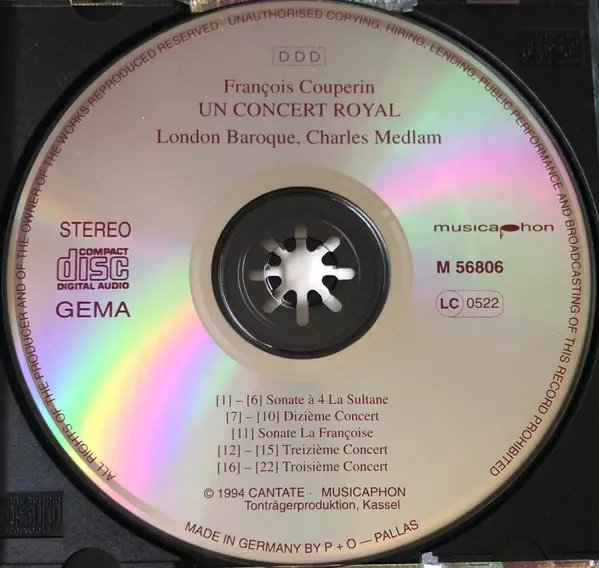 ALL RIGHTS OF THE PRODUCER AND OF THE OWNER OF THE WORKS REPRODUCED RESERVED - UNAUTHORISED COPYING, HIRING, LENDING, PUBLIC PERFORMANCE AND BROADCASTING OF THIS RECORD PROHIBITED
DDD
François Couperin
UN CONCERT ROYAL
London Baroque, Charles Medlam
STEREO
COMPACT
disc
DIGITAL AUDIO
GEMA
musicaphon
M 56806
LC 0522
[1] – [6] Sonate à 4 La Sultane
[7] – [10] Dizième Concert
[11] Sonate La Françoise
[12] – [15] Treizième Concert
[16] – [22] Troisième Concert
© 1994 CANTATE · MUSICAPHON
Tonträgerproduktion, Kassel
MADE IN GERMANY BY P + O – PALLAS